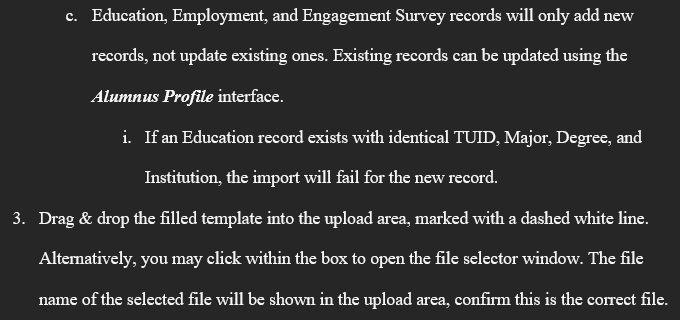 c. Education, Employment, and Engagement Survey records will only add new
records, not update existing ones. Existing records can be updated using the
Alumnus Profile interface.
i. If an Education record exists with identical TUID, Major, Degree, and
Institution, the import will fail for the new record.
3. Drag & drop the filled template into the upload area, marked with a dashed white line.
Alternatively, you may click within the box to open the file selector window. The file
name of the selected file will be shown in the upload area, confirm this is the correct file.